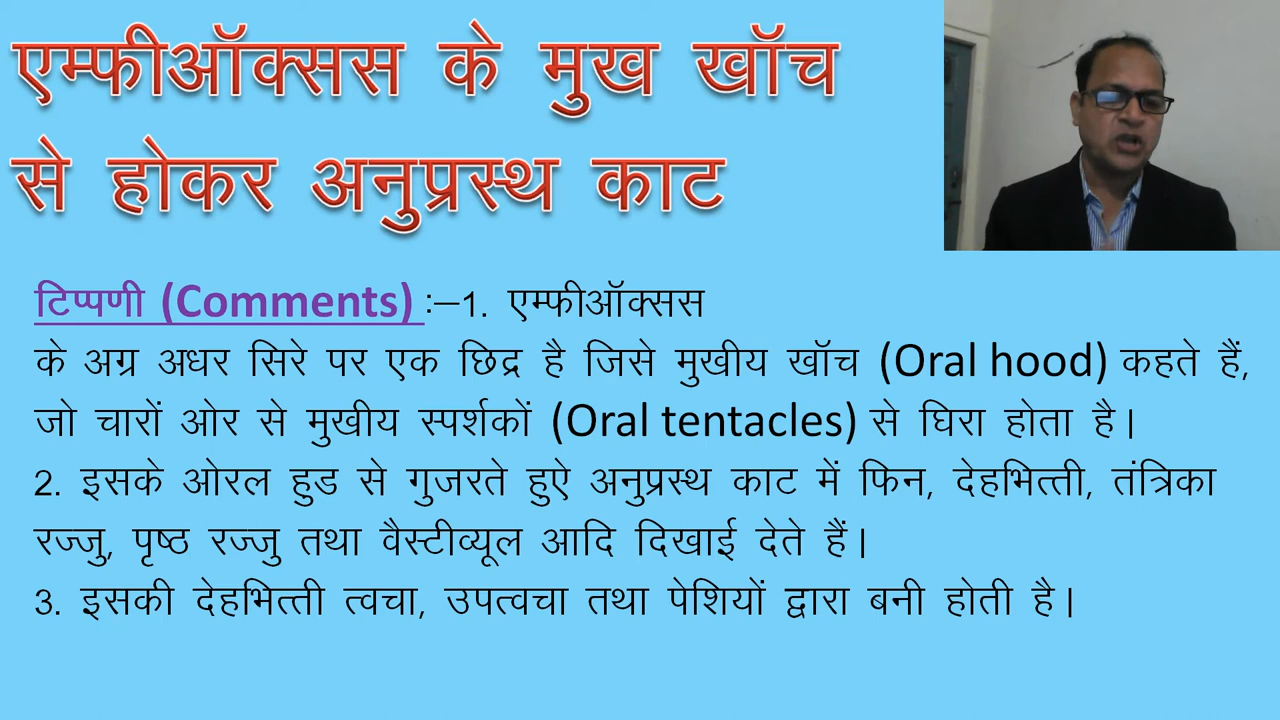 एम्फीऑक्सस के मुख खॉच
से होकर अनुप्रस्थ काट
टिप्पणी (Comments) :–1. एम्फीऑक्सस
के अग्र अधर सिरे पर एक छिद्र है जिसे मुखीय खॉच (Oral hood) कहते हैं,
जो चारों ओर से मुखीय स्पर्शकों (Oral tentacles) से घिरा होता है।
2. इसके ओरल हुड से गुजरते हुऐ अनुप्रस्थ काट में फिन, देहभित्ती, तंत्रिका
रज्जु, पृष्ठ रज्जु तथा वैस्टीव्यूल आदि दिखाई देते हैं।
3. इसकी देहभित्ती त्वचा, उपत्वचा तथा पेशियों द्वारा बनी होती है।